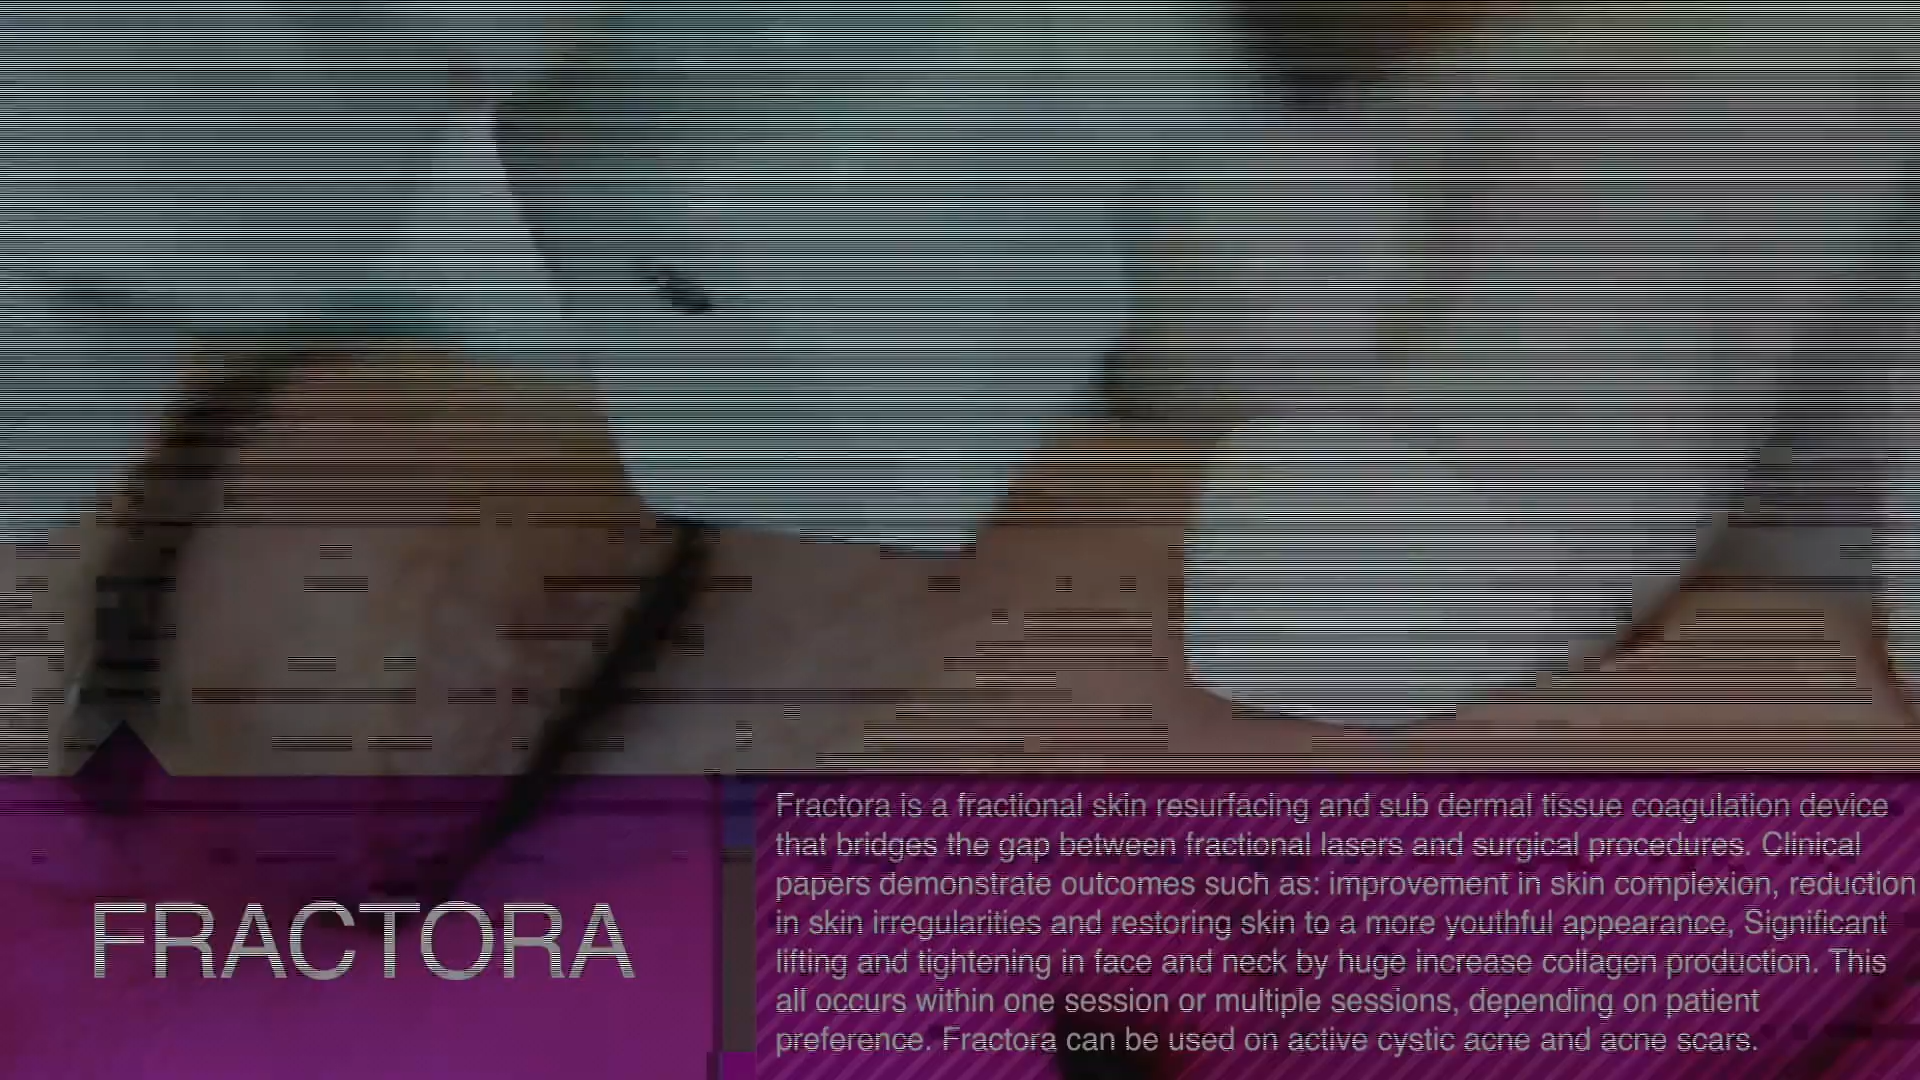 FRACTORA
Fractora is a fractional skin resurfacing and sub dermal tissue coagulation device
that bridges the gap between fractional lasers and surgical procedures. Clinical
papers demonstrate outcomes such as: improvement in skin complexion, reduction
in skin irregularities and restoring skin to a more youthful appearance, Significant
lifting and tightening in face and neck by huge increase collagen production. This
all occurs within one session or multiple sessions, depending on patient
preference. Fractora can be used on active cystic acne and acne scars.